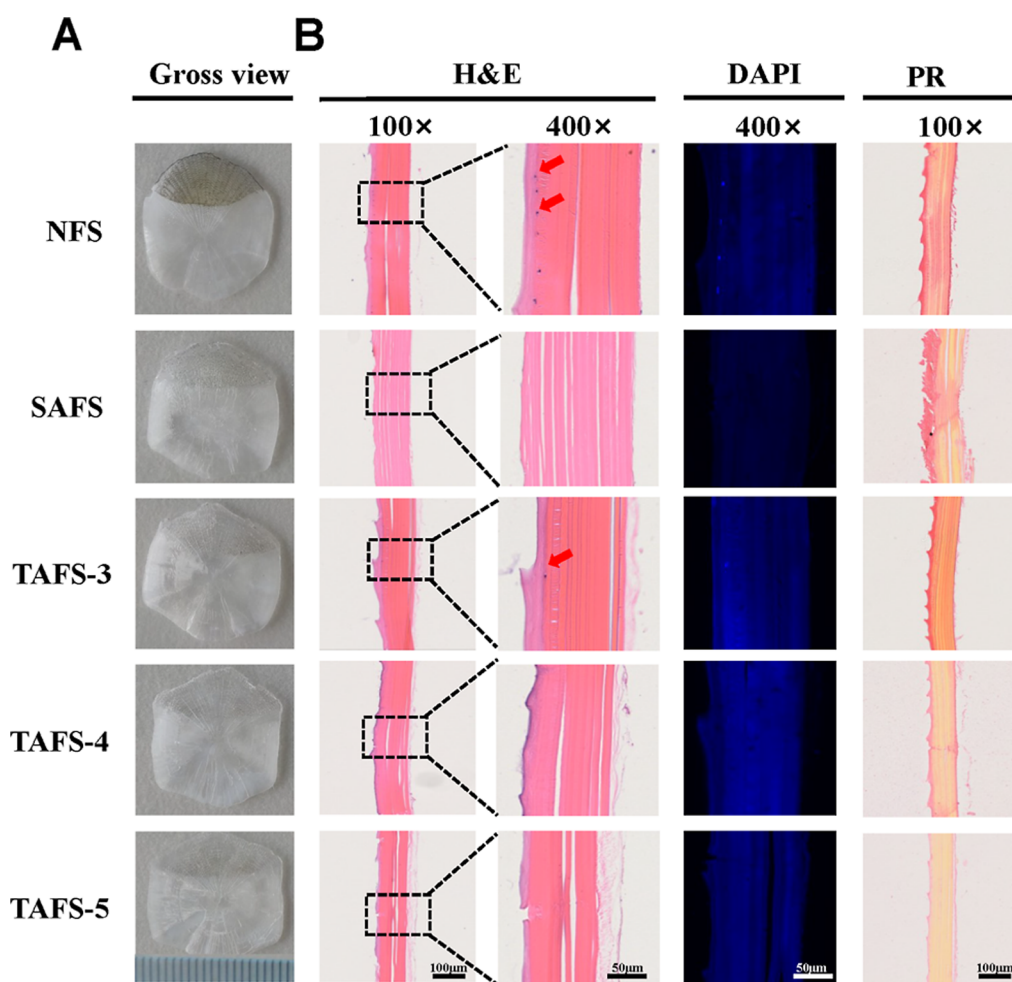 A
B
Gross view
H&E
DAPI
PR
100×
400×
400×
100×
NFS
SAFS
TAFS-3
TAFS-4
TAFS-5
100μm
50μm
50μm
100μm